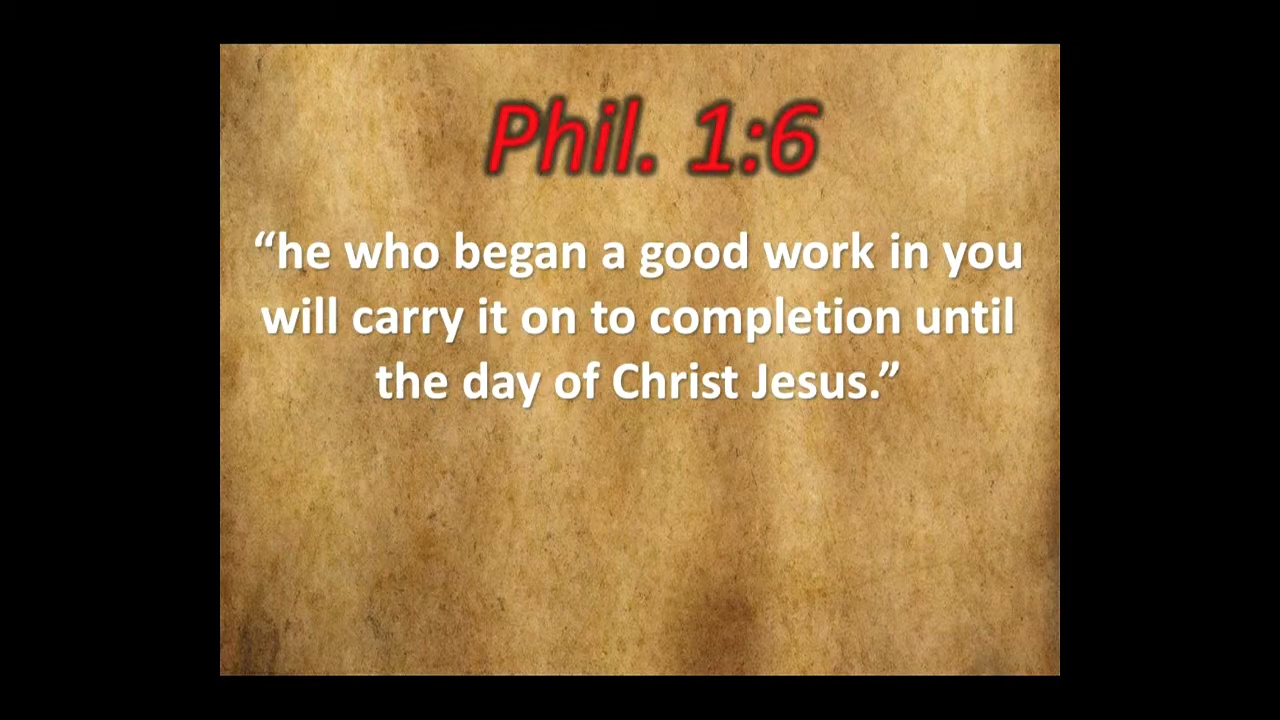 Phil. 1:6
“he who began a good work in you
will carry it on to completion until
the day of Christ Jesus.”